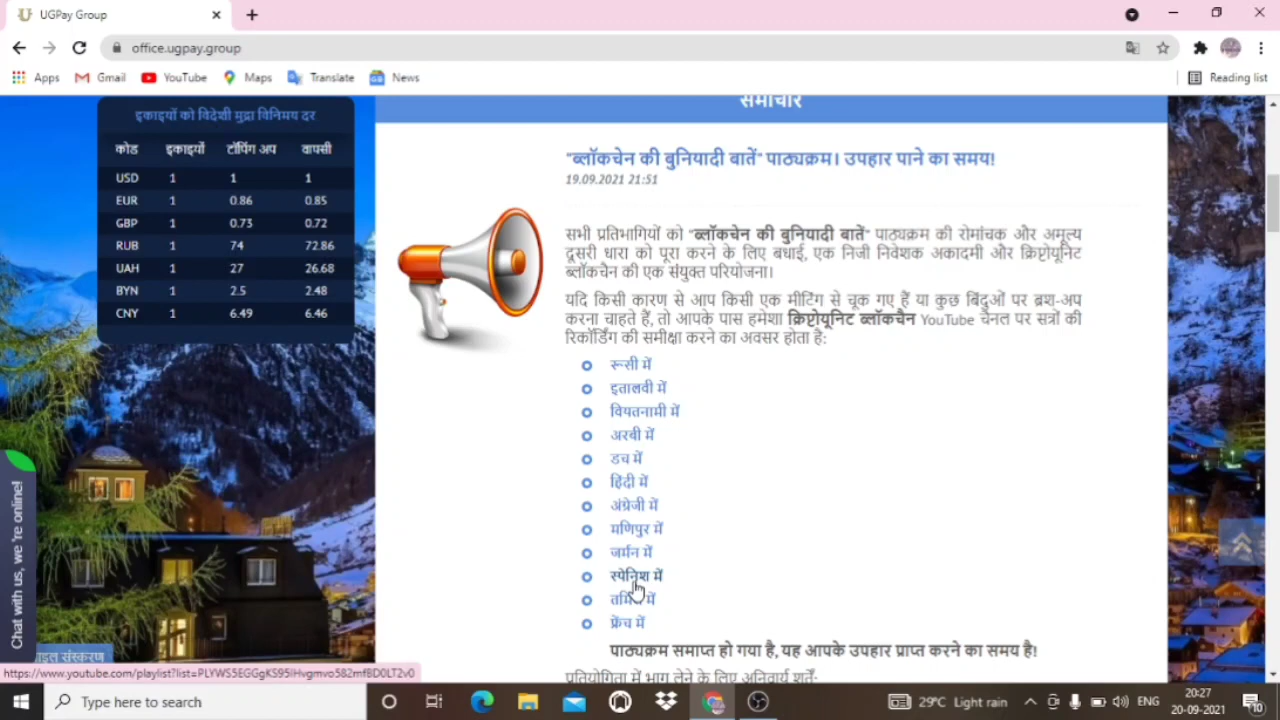 UGPay Group
office.ugpay.group
Apps Gmail YouTube Maps Translate News Reading list
इकाइयों को विदेशी मुद्रा विनिमय दर
कोड इकाइयों टॉपिंग अप वापसी
USD 1 1 1
EUR 1 0.86 0.85
GBP 1 0.73 0.72
RUB 1 74 72.86
UAH 1 27 26.68
BYN 1 2.5 2.48
CNY 1 6.49 6.46
समाचार
"ब्लॉकचेन की बुनियादी बातें" पाठ्यक्रम। उपहार पाने का समय!
19.09.2021 21:51
सभी प्रतिभागियों को "ब्लॉकचेन की बुनियादी बातें" पाठ्यक्रम की रोमांचक और अमूल्य
दूसरी धारा को पूरा करने के लिए बधाई, एक निजी निवेशक अकादमी और क्रिप्टोयूनिट
ब्लॉकचेन की एक संयुक्त परियोजना।
यदि किसी कारण से आप किसी एक मीटिंग से चूक गए हैं या कुछ बिंदुओं पर ब्रश-अप
करना चाहते हैं, तो आपके पास हमेशा क्रिप्टोयूनिट ब्लॉकचैन YouTube चैनल पर सत्रों की
रिकॉर्डिंग की समीक्षा करने का अवसर होता है:
रूसी में
इतालवी में
वियतनामी में
अरबी में
डच में
हिंदी में
अंग्रेजी में
मणिपुर में
जर्मन में
स्पेनिश में
में
फ्रेंच में
पाठ्यक्रम समाप्त हो गया है, यह आपके उपहार प्राप्त करने का समय है!
प्रतियोगिता में भाग लेने के लिए अनिवार्य शर्तें:
Chat with us, we're online!
संस्करण
Type here to search
29°C Light rain
ENG
20:27
20-09-2021
10